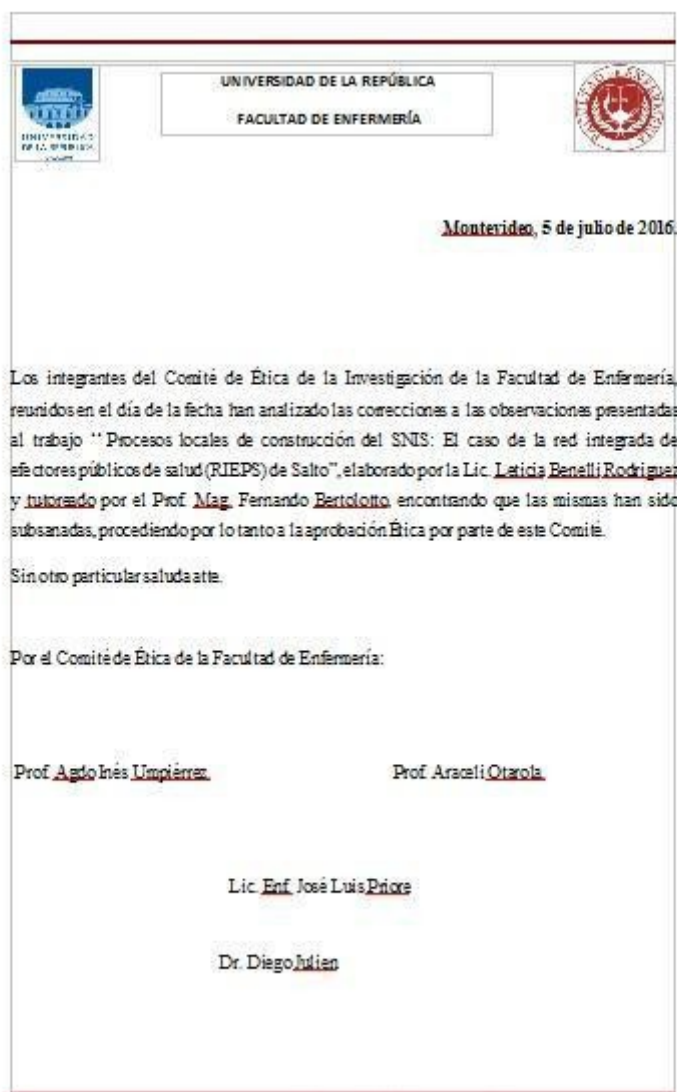 UNIVERSIDAD DE LA REPÚBLICA
FACULTAD DE ENFERMERÍA
UNIVERSIDAD
DE LA REPUBLICA
Montevideo, 5 de julio de 2016.
Los integrantes del Comité de Ética de la Investigación de la Facultad de Enfermería,
reunidos en el día de la fecha han analizado las correcciones a las observaciones presentadas
al trabajo “Procesos locales de construcción del SNIS: El caso de la red integrada de
efectores públicos de salud (RIEPS) de Salto”, elaborado por la Lic. Leticia Benelli Rodriguez
y tutoreado por el Prof. Mag. Fernando Bertolotto, encontrando que las mismas han sido
subsanadas, procediendo por lo tanto a la aprobación Ética por parte de este Comité.
Sin otro particular saluda atte.
Por el Comité de Ética de la Facultad de Enfermería:
Prof. Agdo Inés Umpiérrez. Prof. Araceli Otarola.
Lic. Enf. José Luis Priore
Dr. Diego Julien